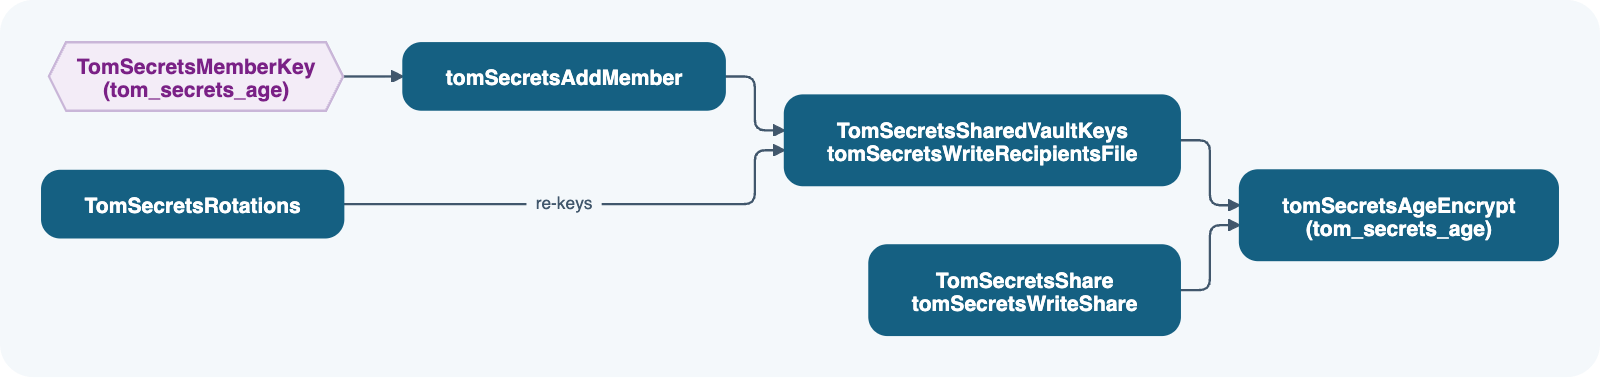 TomSecretsMemberKey
(tom_secrets_age)
tomSecretsAddMember
TomSecretsSharedVaultKeys
tomSecretsWriteRecipientsFile
TomSecretsRotations
re-keys
tomSecretsAgeEncrypt
(tom_secrets_age)
TomSecretsShare
tomSecretsWriteShare